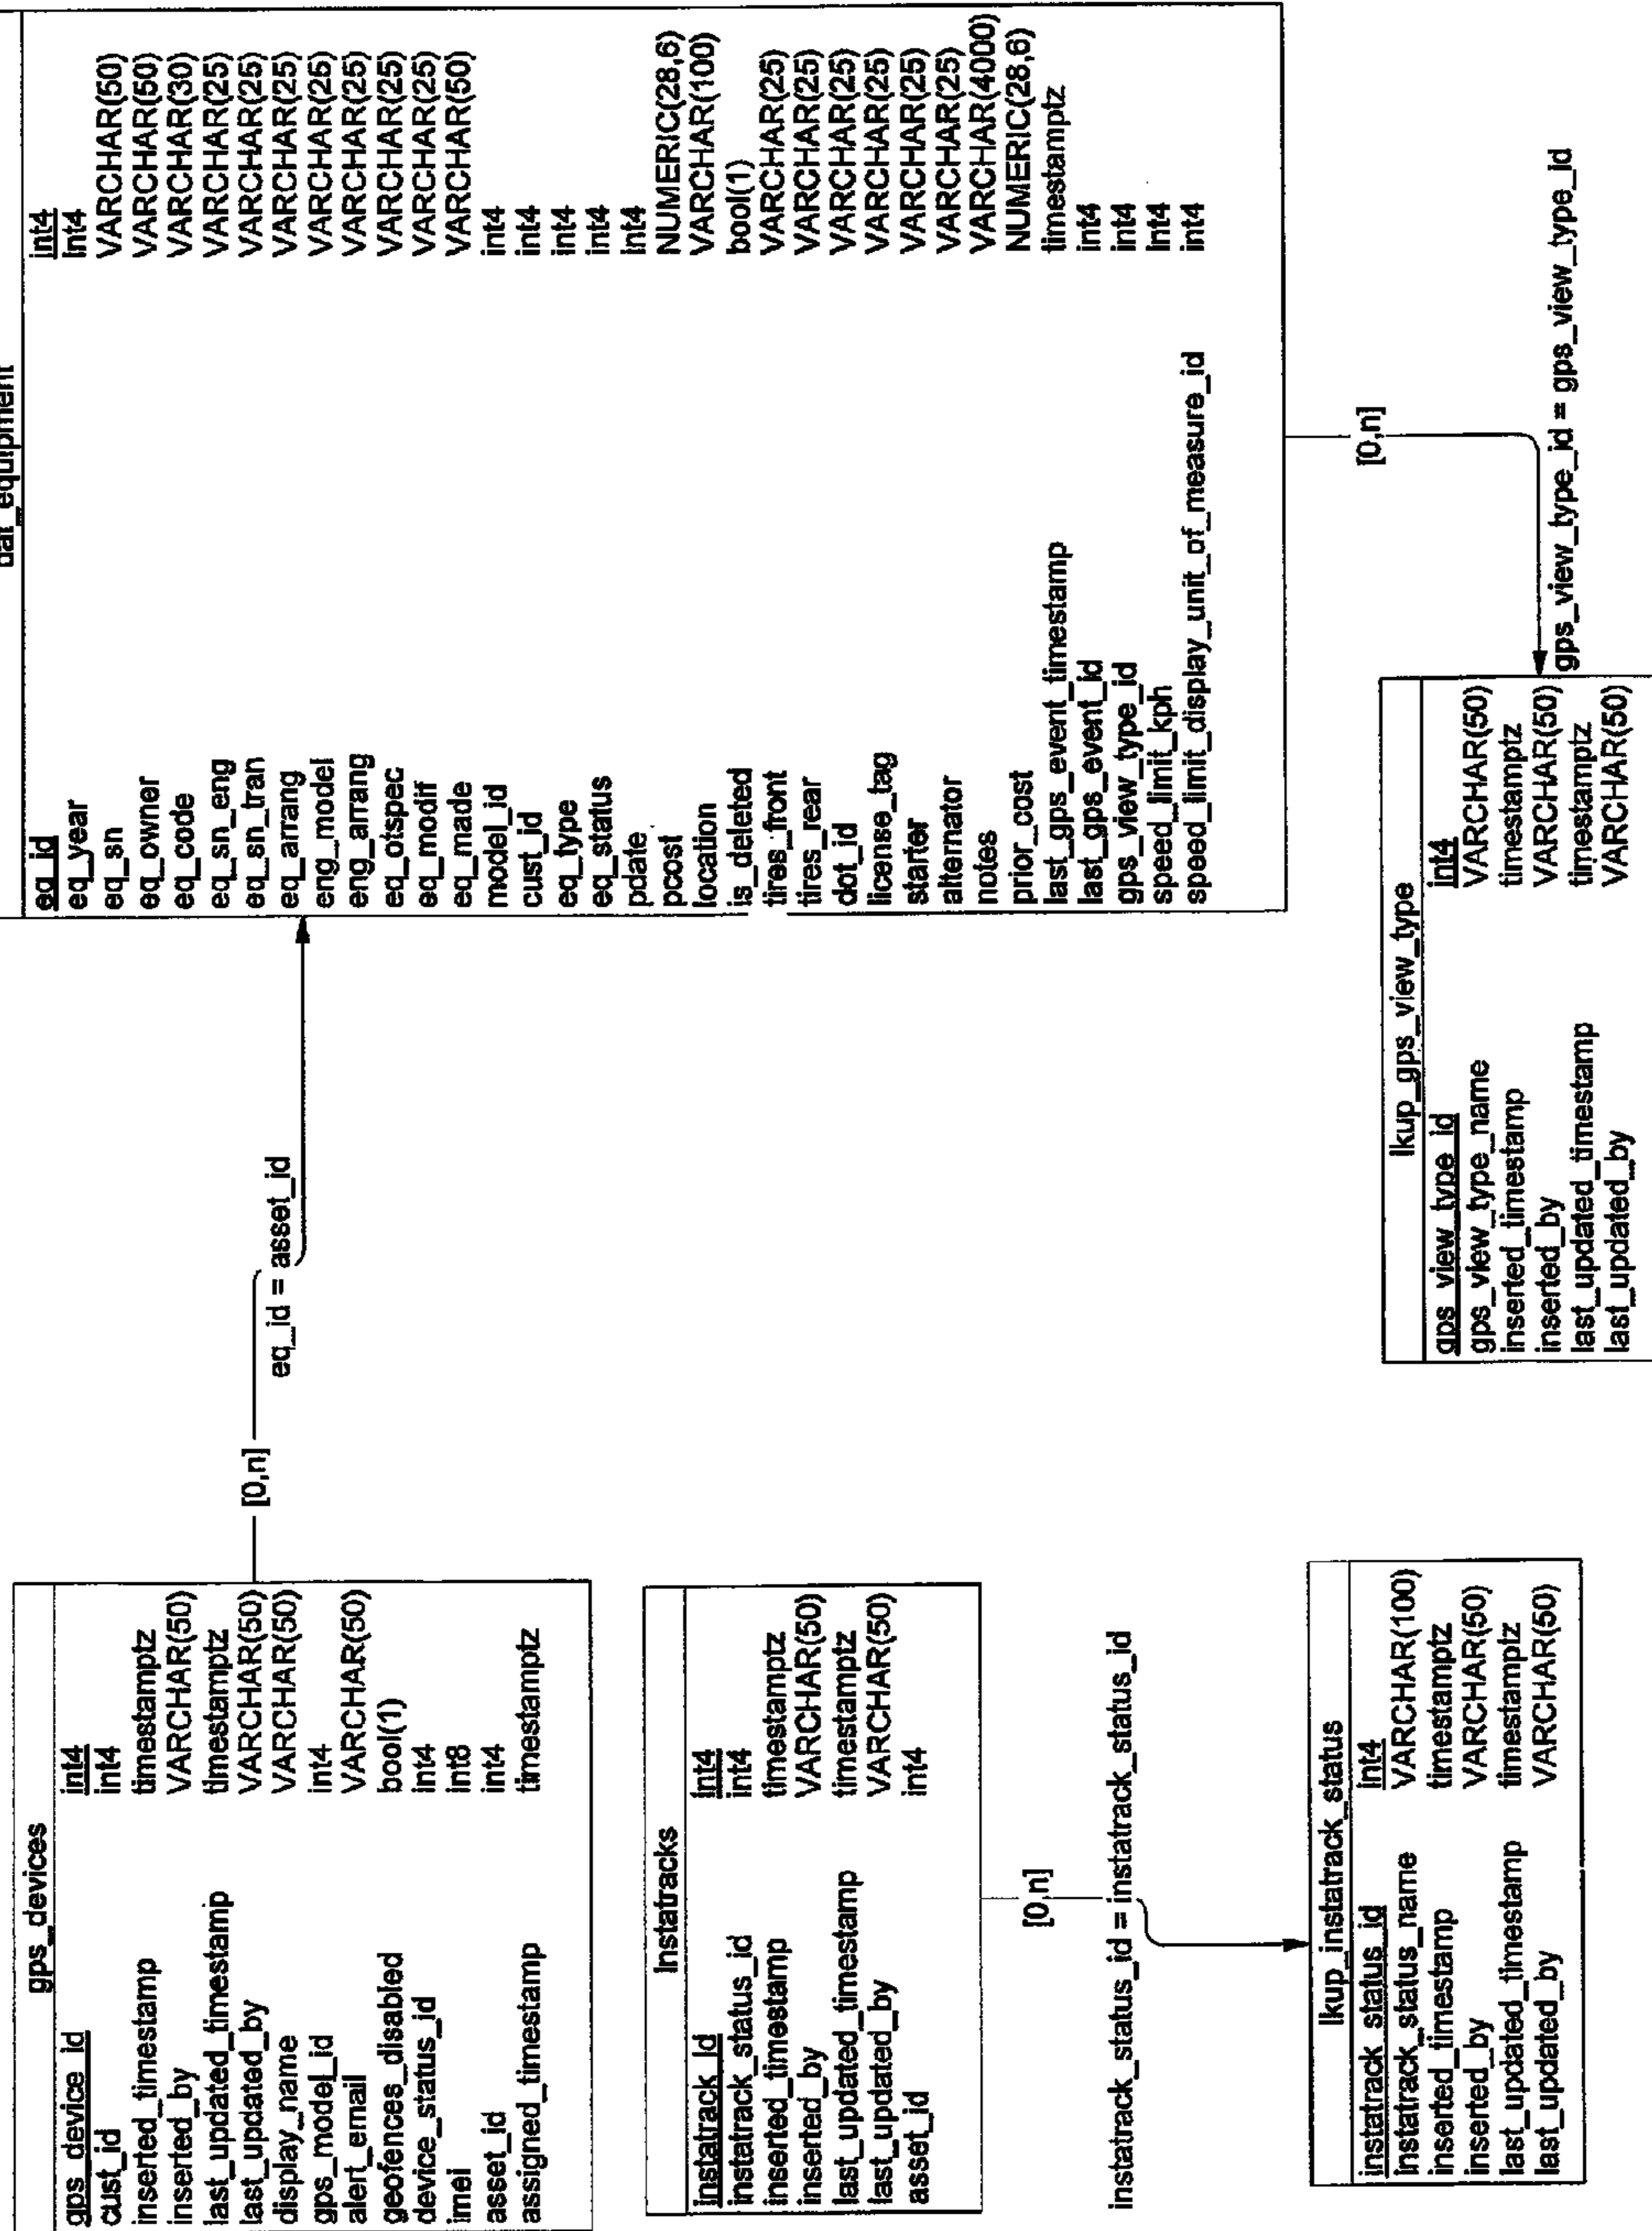 gps_devices
gps_device_id int4
cust_id int4
inserted_timestamp timestamptz
inserted_by VARCHAR(50)
last_updated_timestamp timestamptz
last_updated_by VARCHAR(50)
display_name VARCHAR(50)
gps_model_id int4
alert_email VARCHAR(50)
geofences_disabled bool(1)
device_status_id int4
imei int8
asset_id int4
assigned_timestamp timestamptz
[0,n]
eq_id = asset_id
dat_equipment
eq_id int4
eq_year int4
eq_sn VARCHAR(50)
eq_owner VARCHAR(50)
eq_code VARCHAR(30)
eq_sn_eng VARCHAR(25)
eq_sn_tran VARCHAR(25)
eq_arrang VARCHAR(25)
eng_model VARCHAR(25)
eng_arrang VARCHAR(25)
eq_otspec VARCHAR(25)
eq_modif VARCHAR(25)
eq_made VARCHAR(50)
model_id int4
cust_id int4
eq_type int4
eq_status int4
pdate int4
pcost NUMERIC(28,6)
location VARCHAR(100)
is_deleted bool(1)
tires_front VARCHAR(25)
tires_rear VARCHAR(25)
dot_id VARCHAR(25)
license_tag VARCHAR(25)
starter VARCHAR(25)
alternator VARCHAR(25)
notes VARCHAR(4000)
prior_cost NUMERIC(28,6)
last_gps_event_timestamp timestamptz
last_gps_event_id int4
gps_view_type_id int4
speed_limit_kph int4
speed_limit_display_unit_of_measure_id int4
instatracks
instatrack_id int4
instatrack_status_id int4
inserted_timestamp timestamptz
inserted_by VARCHAR(50)
last_updated_timestamp timestamptz
last_updated_by VARCHAR(50)
asset_id int4
[0,n]
instatrack_status_id = instatrack_status_id
lkup_instatrack_status
instatrack_status_id int4
instatrack_status_name VARCHAR(100)
inserted_timestamp timestamptz
inserted_by VARCHAR(50)
last_updated_timestamp timestamptz
last_updated_by VARCHAR(50)
[0,n]
gps_view_type_id = gps_view_type_id
lkup_gps_view_type
gps_view_type_id int4
gps_view_type_name VARCHAR(50)
inserted_timestamp timestamptz
inserted_by VARCHAR(50)
last_updated_timestamp timestamptz
last_updated_by VARCHAR(50)